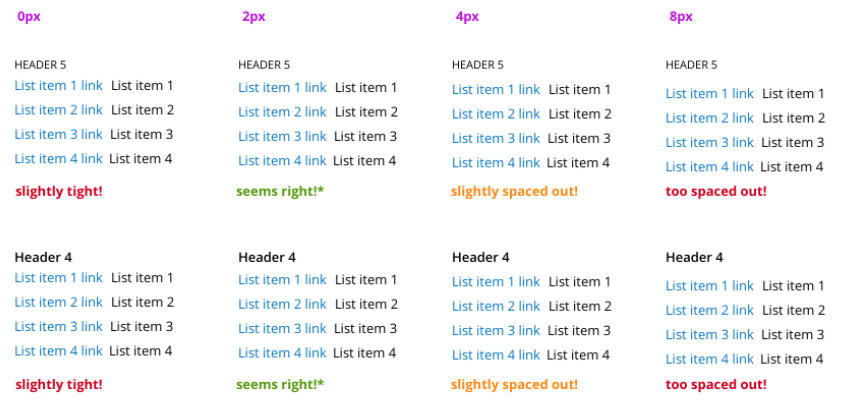 0px 2px 4px 8px
HEADER 5 HEADER 5 HEADER 5 HEADER 5
List item 1 link List item 1 List item 1 link List item 1 List item 1 link List item 1 List item 1 link List item 1
List item 2 link List item 2 List item 2 link List item 2 List item 2 link List item 2 List item 2 link List item 2
List item 3 link List item 3 List item 3 link List item 3 List item 3 link List item 3 List item 3 link List item 3
List item 4 link List item 4 List item 4 link List item 4 List item 4 link List item 4 List item 4 link List item 4
slightly tight! seems right!* slightly spaced out! too spaced out!
Header 4 Header 4 Header 4 Header 4
List item 1 link List item 1 List item 1 link List item 1 List item 1 link List item 1 List item 1 link List item 1
List item 2 link List item 2 List item 2 link List item 2 List item 2 link List item 2 List item 2 link List item 2
List item 3 link List item 3 List item 3 link List item 3 List item 3 link List item 3 List item 3 link List item 3
List item 4 link List item 4 List item 4 link List item 4 List item 4 link List item 4 List item 4 link List item 4
slightly tight! seems right!* slightly spaced out! too spaced out!